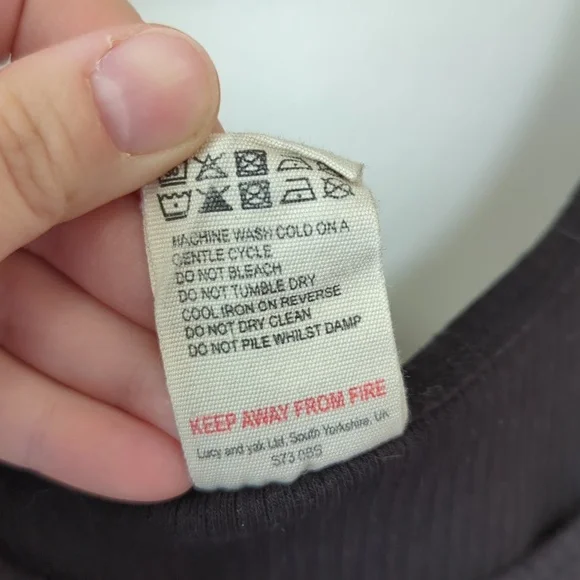 MACHINE WASH COLD ON A
GENTLE CYCLE
DO NOT BLEACH
DO NOT TUMBLE DRY
COOL IRON ON REVERSE
DO NOT DRY CLEAN
DO NOT PILE WHILST DAMP
KEEP AWAY FROM FIRE
Lucy and yak Ltd, South Yorkshire, UK
S73 0BS